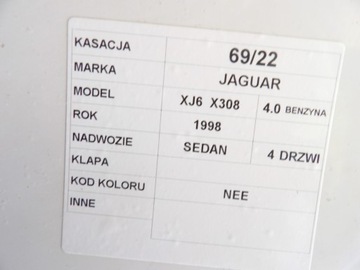 KASACJA 69/22
MARKA JAGUAR
MODEL XJ6 X308 4.0 BENZYNA
ROK 1998
NADWOZIE SEDAN 4 DRZWI
KLAPA
KOD KOLORU NEE
INNE